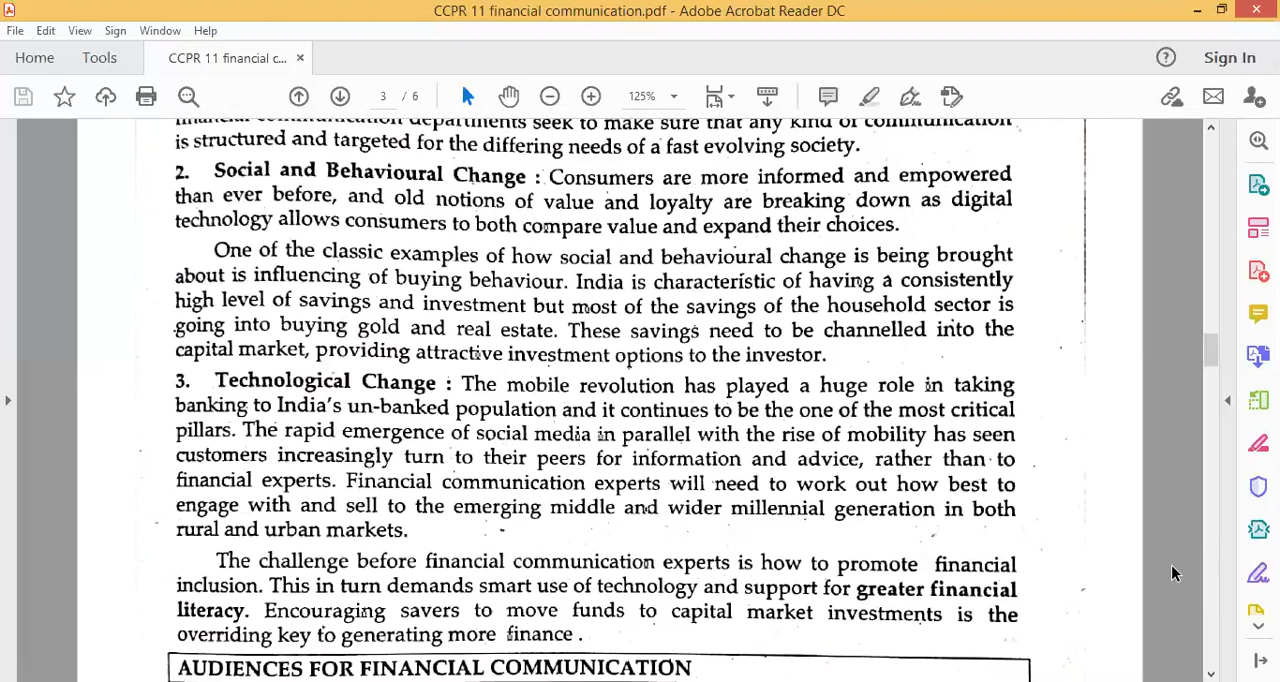 CCPR 11 financial communication.pdf - Adobe Acrobat Reader DC
File Edit View Sign Window Help
Home Tools CCPR 11 financial c... × Sign In
3 / 6 125%
financial communication departments seek to make sure that any kind of communication
is structured and targeted for the differing needs of a fast evolving society.
2. Social and Behavioural Change : Consumers are more informed and empowered
than ever before, and old notions of value and loyalty are breaking down as digital
technology allows consumers to both compare value and expand their choices.
One of the classic examples of how social and behavioural change is being brought
about is influencing of buying behaviour. India is characteristic of having a consistently
high level of savings and investment but most of the savings of the household sector is
going into buying gold and real estate. These savings need to be channelled into the
capital market, providing attractive investment options to the investor.
3. Technological Change : The mobile revolution has played a huge role in taking
banking to India's un-banked population and it continues to be the one of the most critical
pillars. The rapid emergence of social media in parallel with the rise of mobility has seen
customers increasingly turn to their peers for information and advice, rather than to
financial experts. Financial communication experts will need to work out how best to
engage with and sell to the emerging middle and wider millennial generation in both
rural and urban markets.
The challenge before financial communication experts is how to promote financial
inclusion. This in turn demands smart use of technology and support for greater financial
literacy. Encouraging savers to move funds to capital market investments is the
overriding key to generating more finance .
AUDIENCES FOR FINANCIAL COMMUNICATION